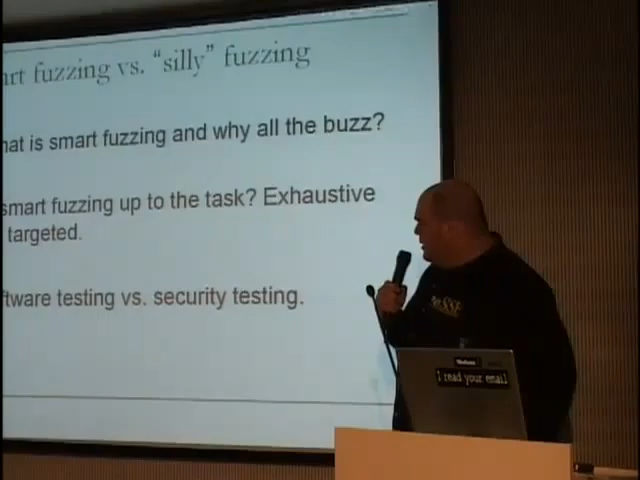 rt fuzzing vs. “silly” fuzzing
hat is smart fuzzing and why all the buzz?
smart fuzzing up to the task? Exhaustive
targeted.
ftware testing vs. security testing.
I read your email